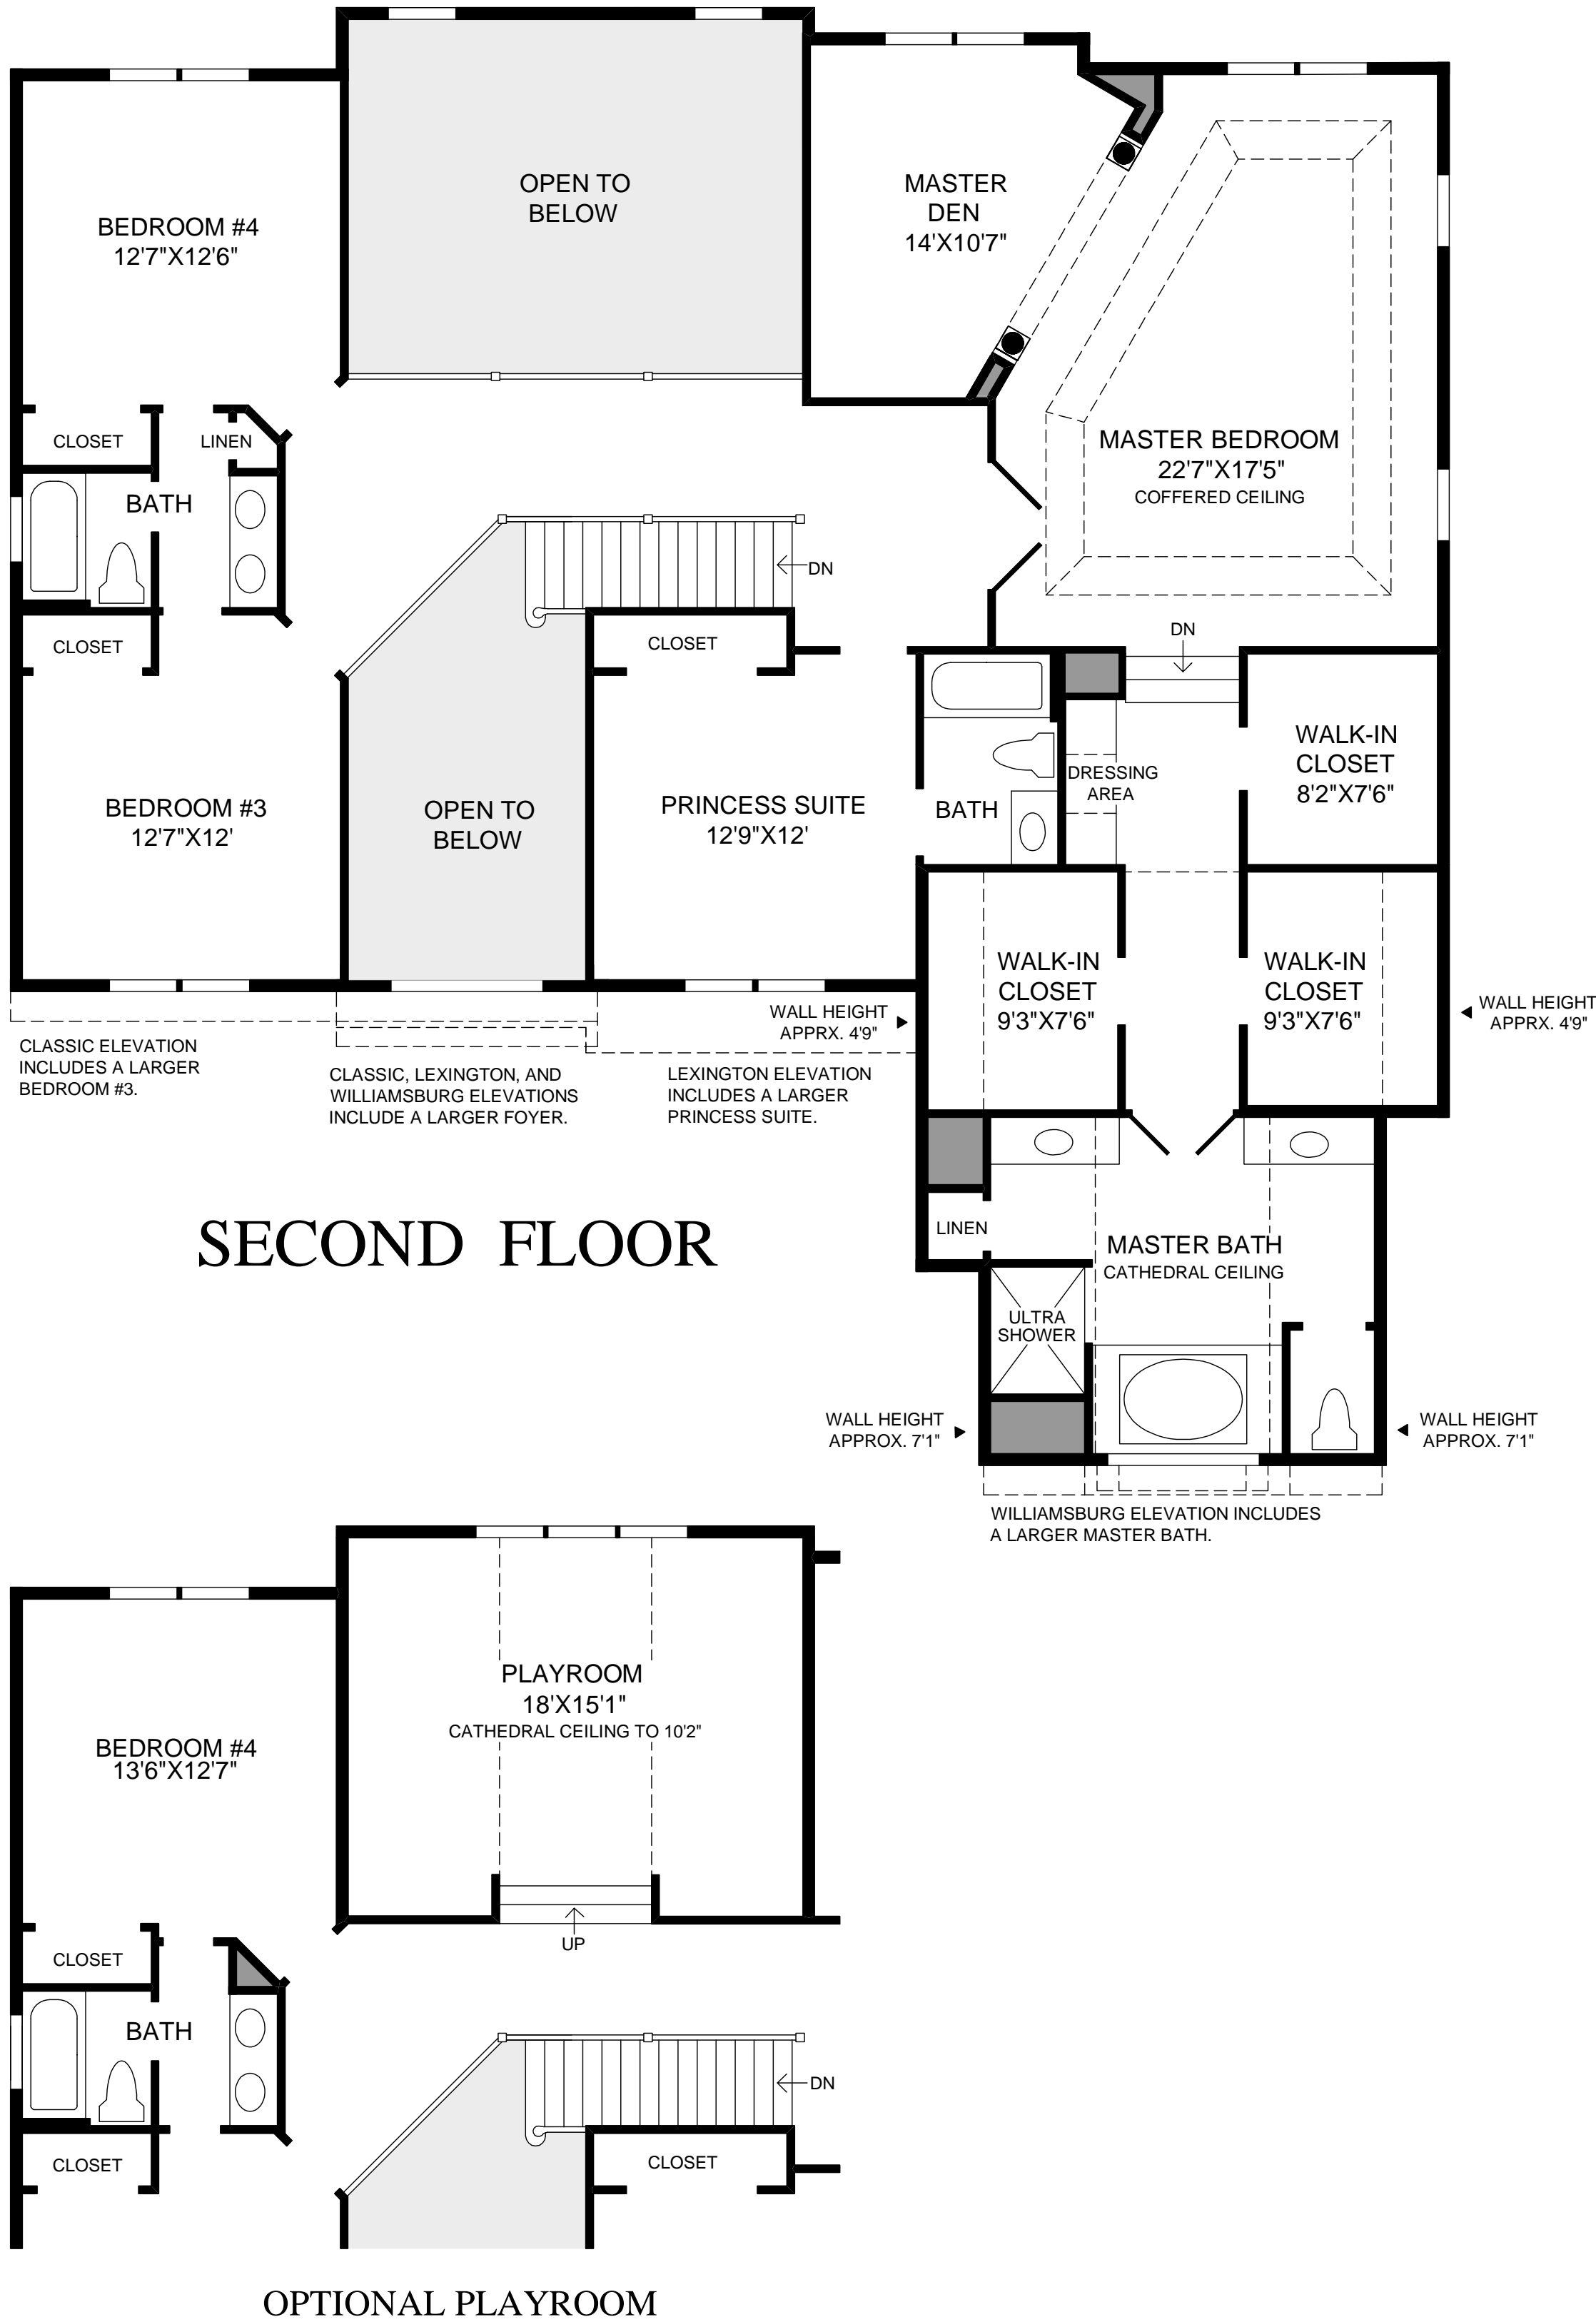 OPEN TO
BELOW
MASTER
DEN
14'X10'7"
BEDROOM #4
12'7"X12'6"
CLOSET
LINEN
BATH
MASTER BEDROOM
22'7"X17'5"
COFFERED CEILING
DN
CLOSET
CLOSET
DN
BEDROOM #3
12'7"X12'
OPEN TO
BELOW
PRINCESS SUITE
12'9"X12'
BATH
DRESSING
AREA
WALK-IN
CLOSET
8'2"X7'6"
WALK-IN
CLOSET
9'3"X7'6"
WALK-IN
CLOSET
9'3"X7'6"
WALL HEIGHT
APPRX. 4'9"
WALL HEIGHT
APPRX. 4'9"
CLASSIC ELEVATION
INCLUDES A LARGER
BEDROOM #3.
CLASSIC, LEXINGTON, AND
WILLIAMSBURG ELEVATIONS
INCLUDE A LARGER FOYER.
LEXINGTON ELEVATION
INCLUDES A LARGER
PRINCESS SUITE.
SECOND FLOOR
LINEN
MASTER BATH
CATHEDRAL CEILING
ULTRA
SHOWER
WALL HEIGHT
APPROX. 7'1"
WALL HEIGHT
APPROX. 7'1"
WILLIAMSBURG ELEVATION INCLUDES
A LARGER MASTER BATH.
PLAYROOM
18'X15'1"
CATHEDRAL CEILING TO 10'2"
BEDROOM #4
13'6"X12'7"
UP
CLOSET
BATH
DN
CLOSET
CLOSET
OPTIONAL PLAYROOM